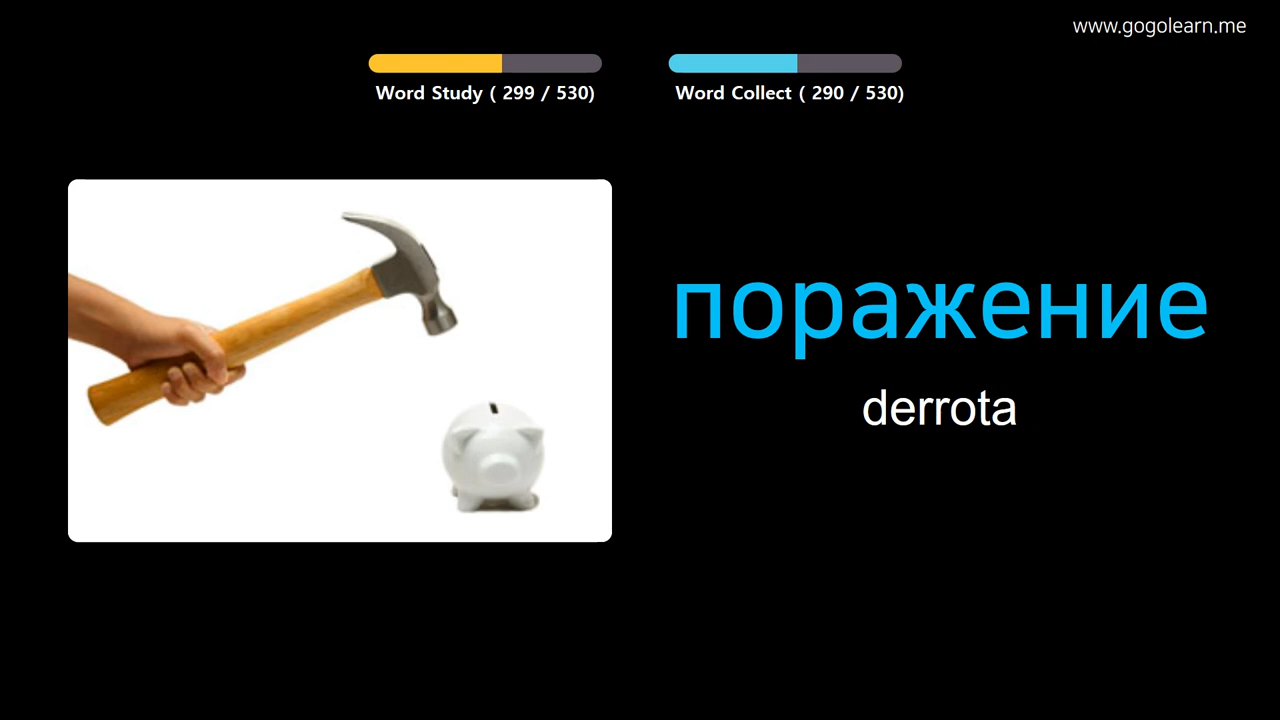 www.gogolearn.me
Word Study ( 299 / 530)
Word Collect ( 290 / 530)
поражение
derrota